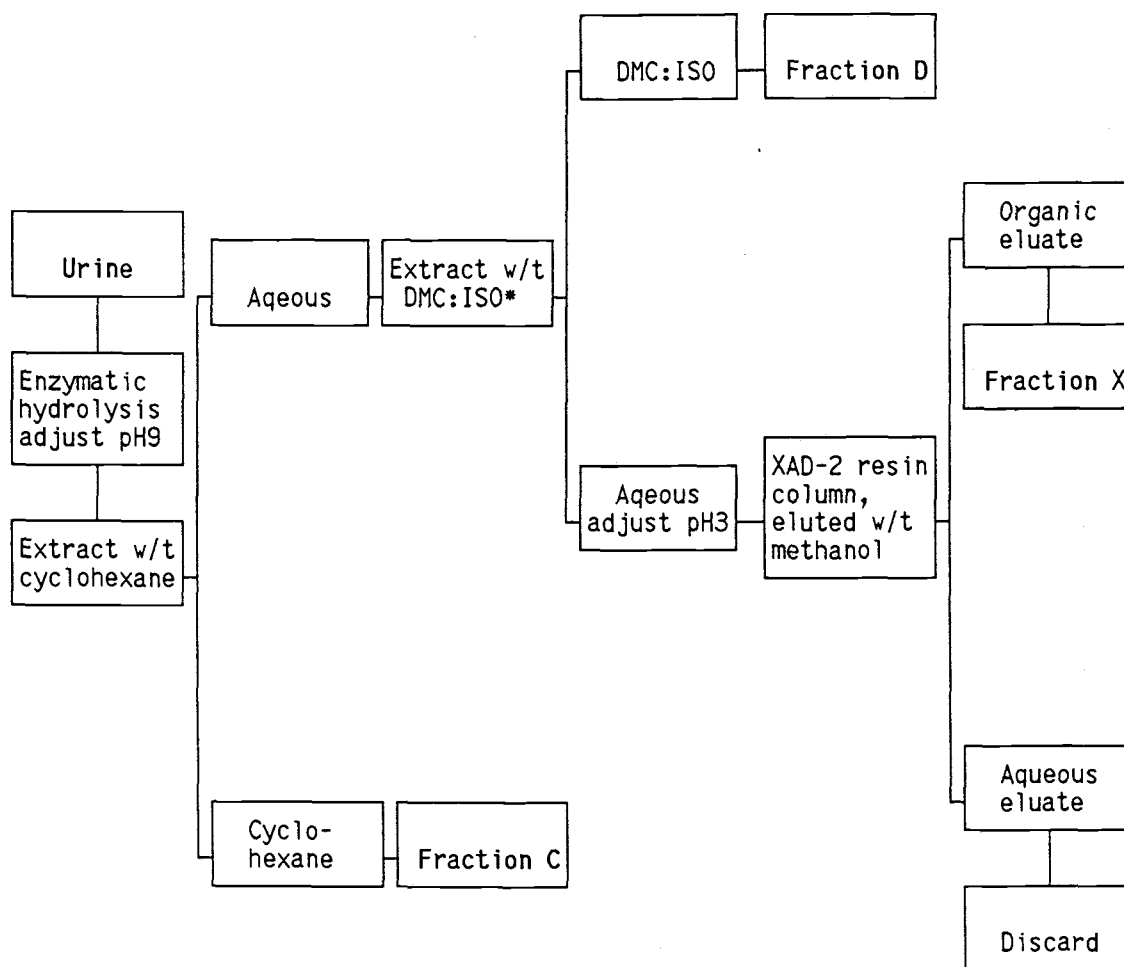 Urine
Enzymatic
hydrolysis
adjust pH9
Extract w/t
cyclohexane
Aqeous
Extract w/t
DMC:ISO*
DMC:ISO
Fraction D
Aqeous
adjust pH3
XAD-2 resin
column,
eluted w/t
methanol
Organic
eluate
Fraction X
Aqueous
eluate
Discard
Cyclo-
hexane
Fraction C